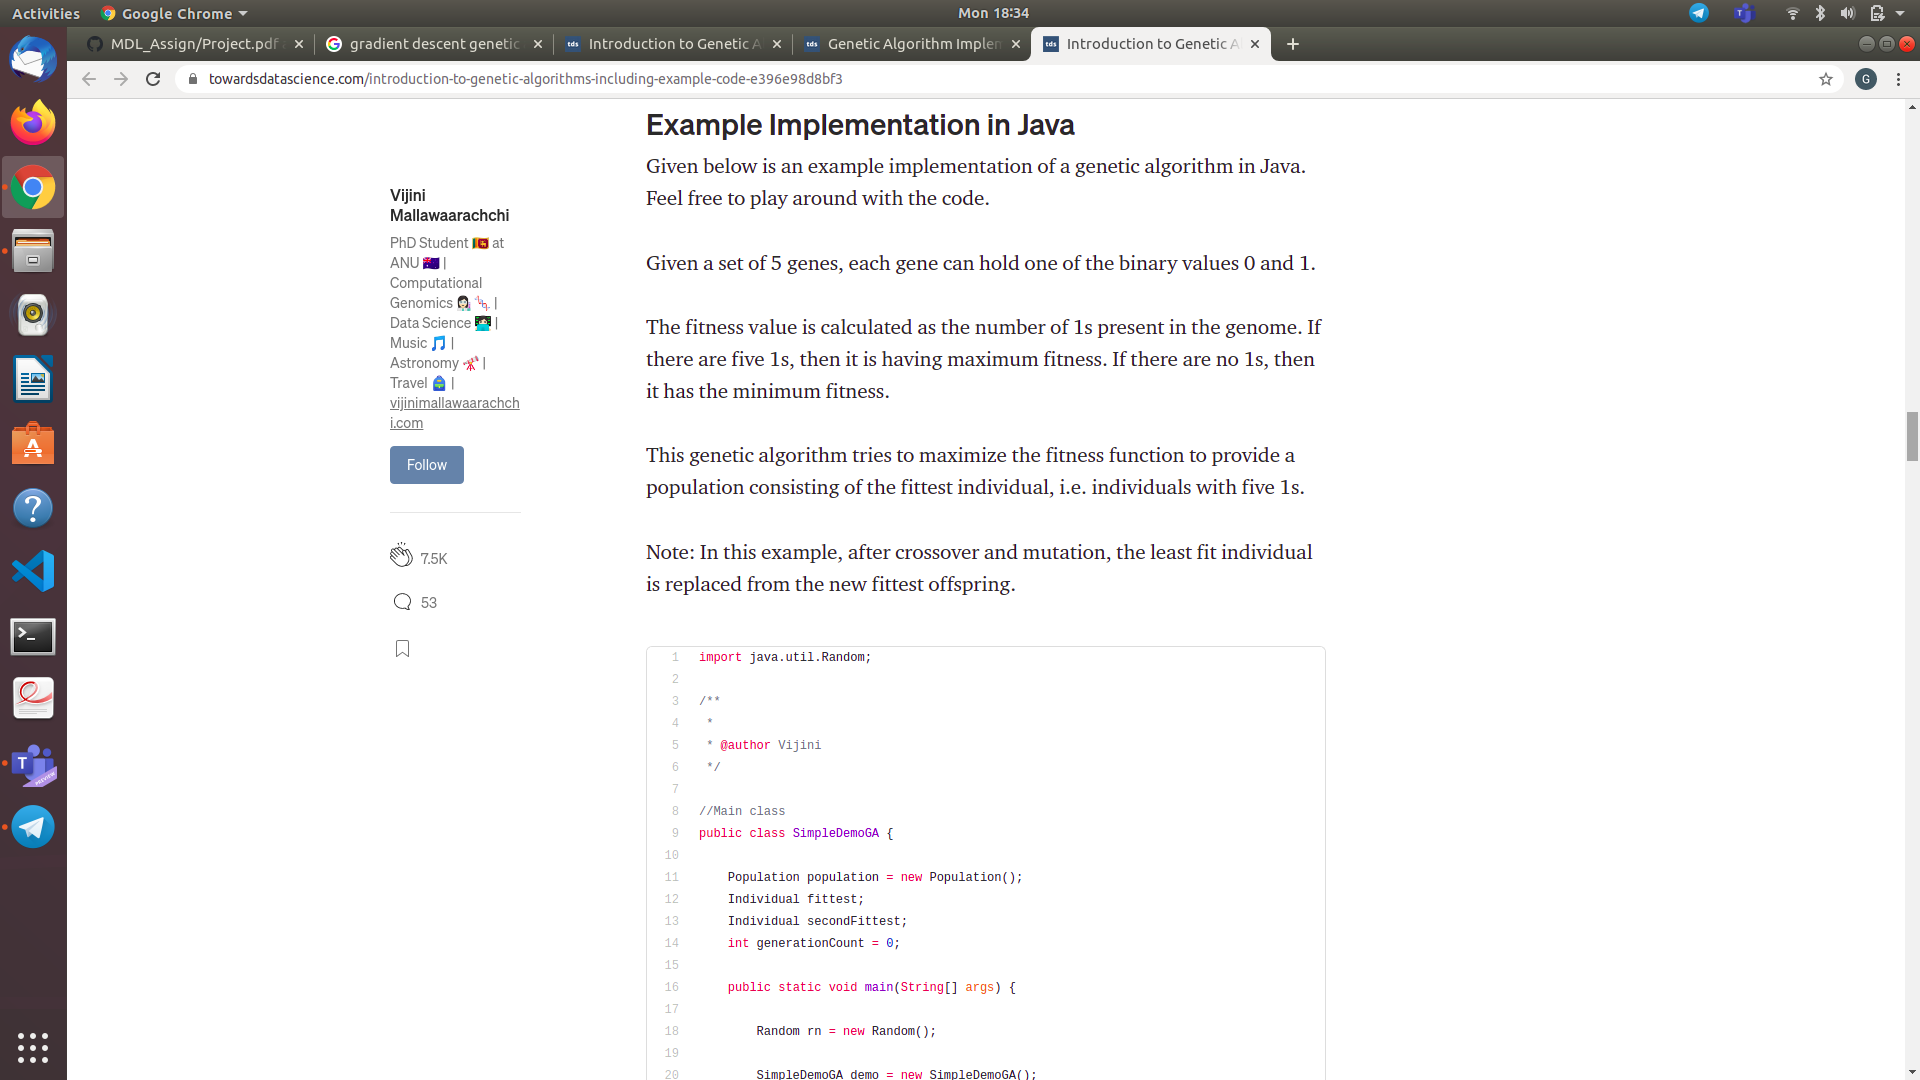 Activities Google Chrome Mon 18:34
MDL_Assign/Project.pdf gradient descent genetic Introduction to Genetic A Genetic Algorithm Implem Introduction to Genetic Al
towardsdatascience.com/introduction-to-genetic-algorithms-including-example-code-e396e98d8bf3 G
Vijini
Mallawaarachchi
PhD Student at
ANU |
Computational
Genomics |
Data Science |
Music |
Astronomy |
Travel |
vijinimallawaarachch
i.com
Follow
7.5K
53
Example Implementation in Java
Given below is an example implementation of a genetic algorithm in Java.
Feel free to play around with the code.
Given a set of 5 genes, each gene can hold one of the binary values 0 and 1.
The fitness value is calculated as the number of 1s present in the genome. If
there are five 1s, then it is having maximum fitness. If there are no 1s, then
it has the minimum fitness.
This genetic algorithm tries to maximize the fitness function to provide a
population consisting of the fittest individual, i.e. individuals with five 1s.
Note: In this example, after crossover and mutation, the least fit individual
is replaced from the new fittest offspring.
1 import java.util.Random;
2
3 /**
4 *
5 * @author Vijini
6 */
7
8 //Main class
9 public class SimpleDemoGA {
10
11 Population population = new Population();
12 Individual fittest;
13 Individual secondFittest;
14 int generationCount = 0;
15
16 public static void main(String[] args) {
17
18 Random rn = new Random();
19
20 SimpleDemoGA demo = new SimpleDemoGA();